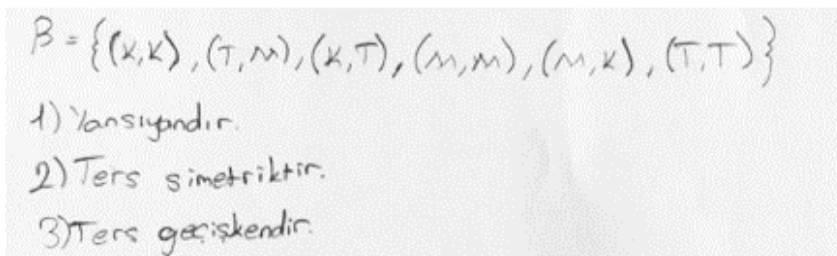 β = {(K,K), (T,M), (K,T), (M,M), (M,K), (T,T)}
1) Yansıyandır.
2) Ters simetriktir.
3) Ters geçişkendir.